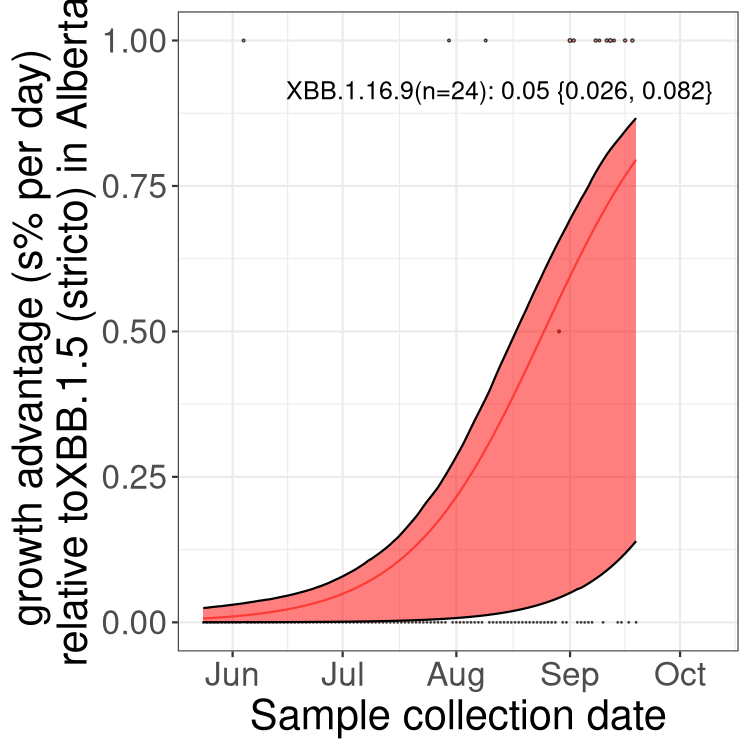 growth advantage (s% per day)
relative toXBB.1.5 (stricto) in Alberta
1.00
0.75
0.50
0.25
0.00
XBB.1.16.9(n=24): 0.05 {0.026, 0.082}
Jun Jul Aug Sep Oct
Sample collection date